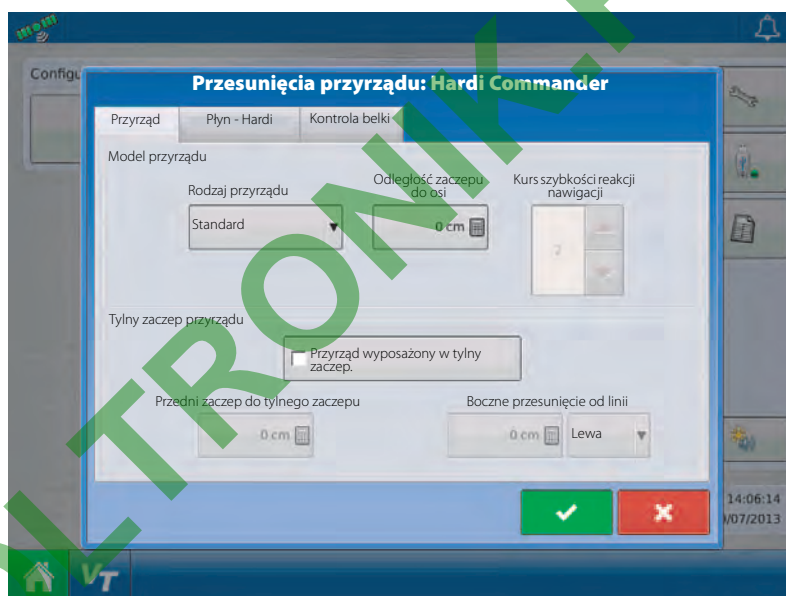 Configu
Przesunięcia przyrządu: Hardi Commander
Przyrząd
Płyn - Hardi
Kontrola belki
Model przyrządu
Rodzaj przyrządu
Odległość zaczepu
do osi
Kurs szybkości reakcji
nawigacji
Standard
0 cm
2
Tylny zaczep przyrządu
Przyrząd wyposażony w tylny
zaczep.
Przedni zaczep do tylnego zaczepu
Boczne przesunięcie od linii
0 cm
0 cm
Lewa
14:06:14
/07/2013
VT
ALTRONIK.P